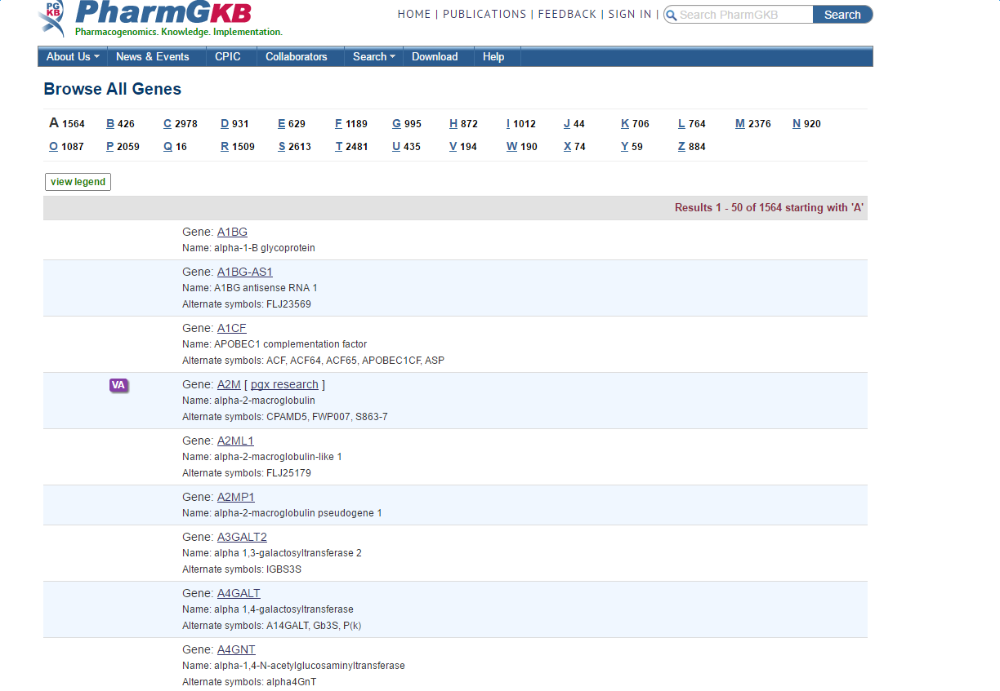 PG
KB
PharmGKB
Pharmacogenomics. Knowledge. Implementation.
HOME | PUBLICATIONS | FEEDBACK | SIGN IN |
Search PharmGKB
Search
About Us News & Events CPIC Collaborators Search Download Help
Browse All Genes
A 1564 B 426 C 2978 D 931 E 629 F 1189 G 995 H 872 I 1012 J 44 K 706 L 764 M 2376 N 920
O 1087 P 2059 Q 16 R 1509 S 2613 T 2481 U 435 V 194 W 190 X 74 Y 59 Z 884
view legend
Results 1 - 50 of 1564 starting with 'A'
Gene: A1BG
Name: alpha-1-B glycoprotein
Gene: A1BG-AS1
Name: A1BG antisense RNA 1
Alternate symbols: FLJ23569
Gene: A1CF
Name: APOBEC1 complementation factor
Alternate symbols: ACF, ACF64, ACF65, APOBEC1CF, ASP
VA
Gene: A2M [ pgx research ]
Name: alpha-2-macroglobulin
Alternate symbols: CPAMD5, FWP007, S863-7
Gene: A2ML1
Name: alpha-2-macroglobulin-like 1
Alternate symbols: FLJ25179
Gene: A2MP1
Name: alpha-2-macroglobulin pseudogene 1
Gene: A3GALT2
Name: alpha 1,3-galactosyltransferase 2
Alternate symbols: IGBS3S
Gene: A4GALT
Name: alpha 1,4-galactosyltransferase
Alternate symbols: A14GALT, Gb3S, P(k)
Gene: A4GNT
Name: alpha-1,4-N-acetylglucosaminyltransferase
Alternate symbols: alpha4GnT